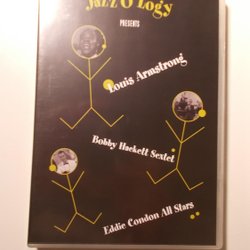 Jazz O'Logy
PRESENTS
Louis Armstrong
Bobby Hackett Sextet
Eddie Condon All Stars